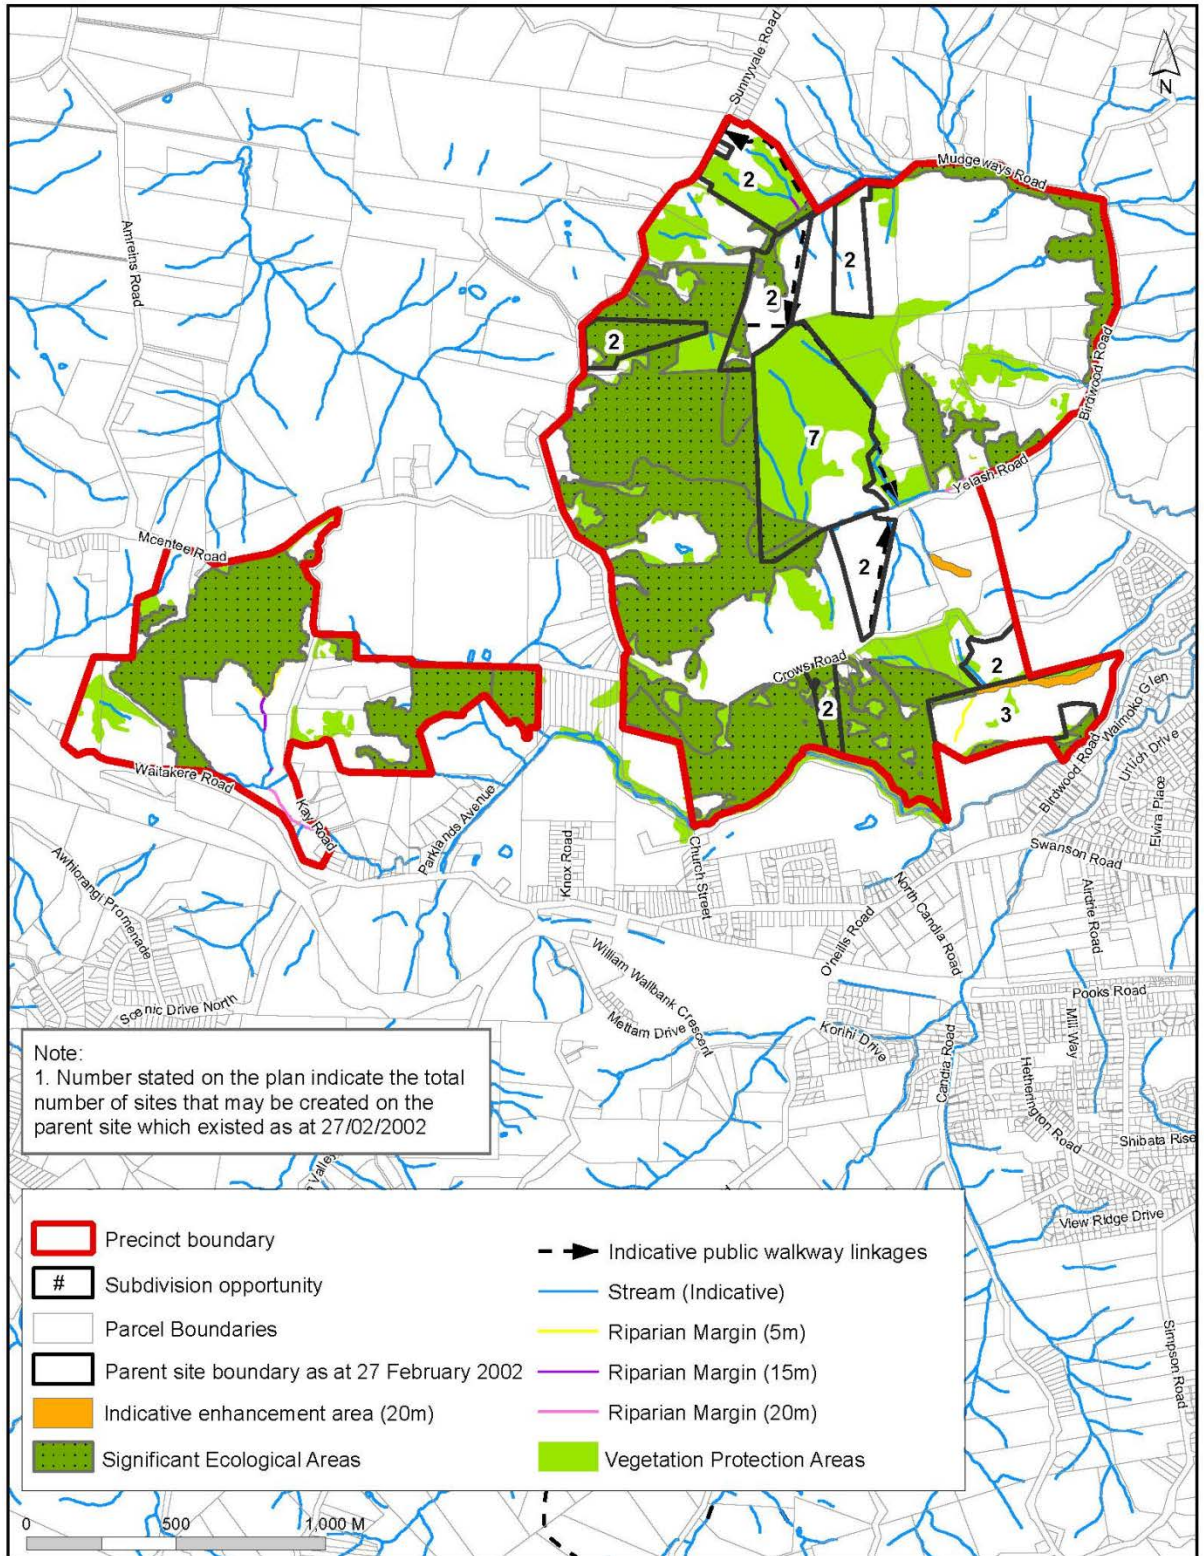 Sunnyvale Road
N
Mudgeways Road
2
Amreins Road
2
2
2
Birdwood Road
7
Yelash Road
Mcentee Road
2
Crows Road
2
2
3
Waimoko Glen
Waitakere Road
Kay Road
Parklands Avenue
Birdwood Road
Urlich Drive
Elvira Place
Knox Road
Church Street
Swanson Road
Awhiorangi Promenade
O'neills Road
North Candia Road
Airdrie Road
William Wallbank Crescent
Pooks Road
Scenic Drive North
Mettam Drive
Korihi Drive
Mill Way
Candia Road
Hetherington Road
Note:
1. Number stated on the plan indicate the total
number of sites that may be created on the
parent site which existed as at 27/02/2002
Shibata Rise
Valley
View Ridge Drive
Simpson Road
Precinct boundary
# Subdivision opportunity
Parcel Boundaries
Parent site boundary as at 27 February 2002
Indicative enhancement area (20m)
Significant Ecological Areas
Indicative public walkway linkages
Stream (Indicative)
Riparian Margin (5m)
Riparian Margin (15m)
Riparian Margin (20m)
Vegetation Protection Areas
0 500 1,000 M